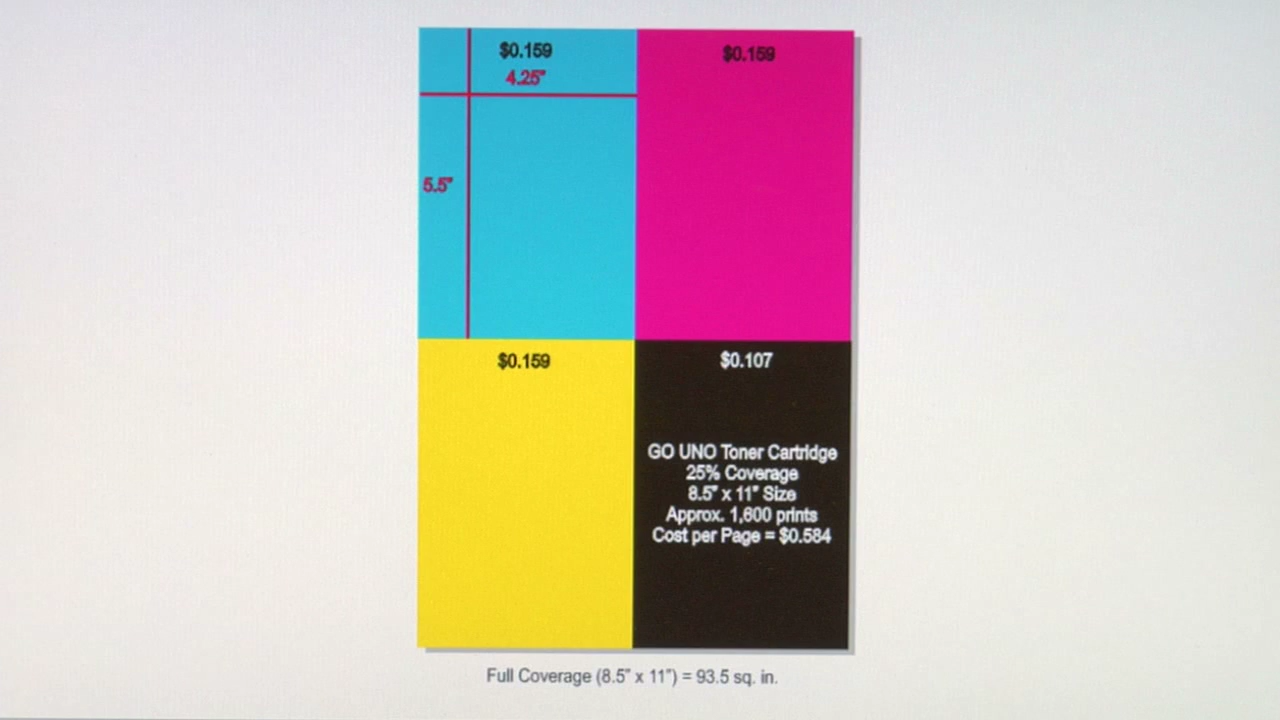 $0.159
4.25"
$0.159
5.5"
$0.159
$0.107
GO UNO Toner Cartridge
25% Coverage
8.5" x 11" Size
Approx. 1,600 prints
Cost per Page = $0.584
Full Coverage (8.5" x 11") = 93.5 sq. in.